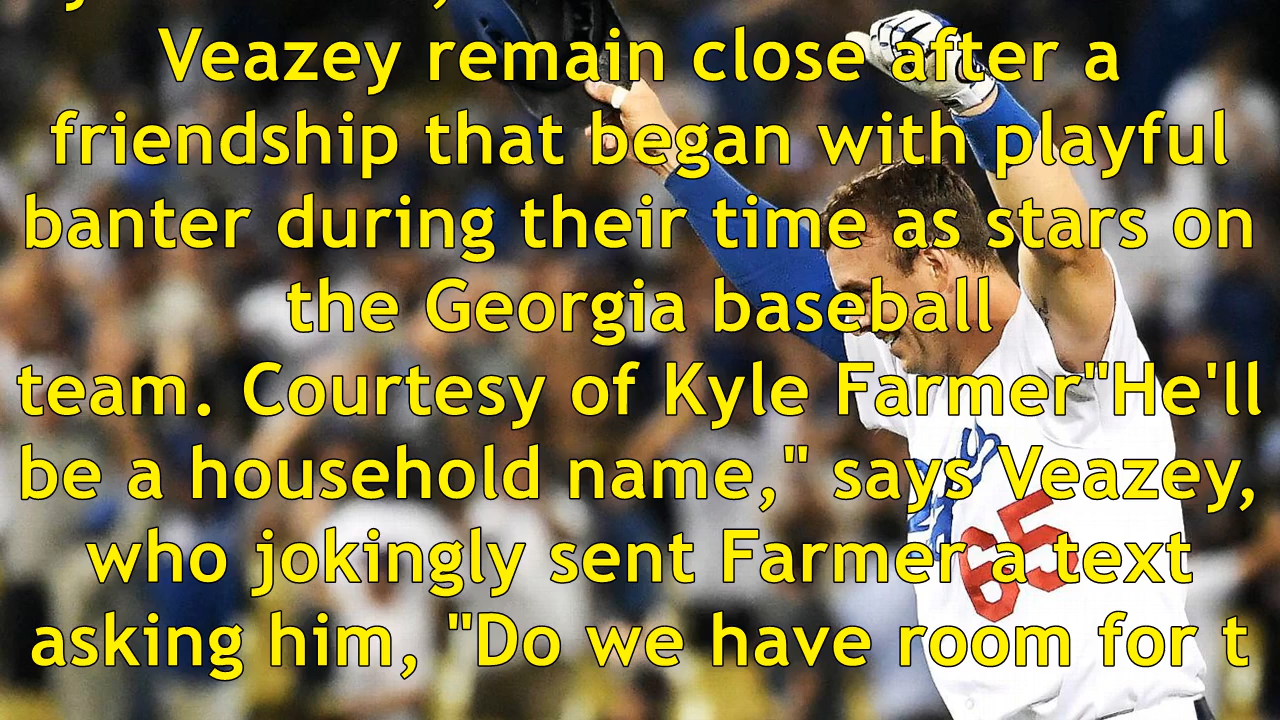 Veazey remain close after a
friendship that began with playful
banter during their time as stars on
the Georgia baseball
team. Courtesy of Kyle Farmer"He'll
be a household name," says Veazey,
who jokingly sent Farmer a text
asking him, "Do we have room for t
65